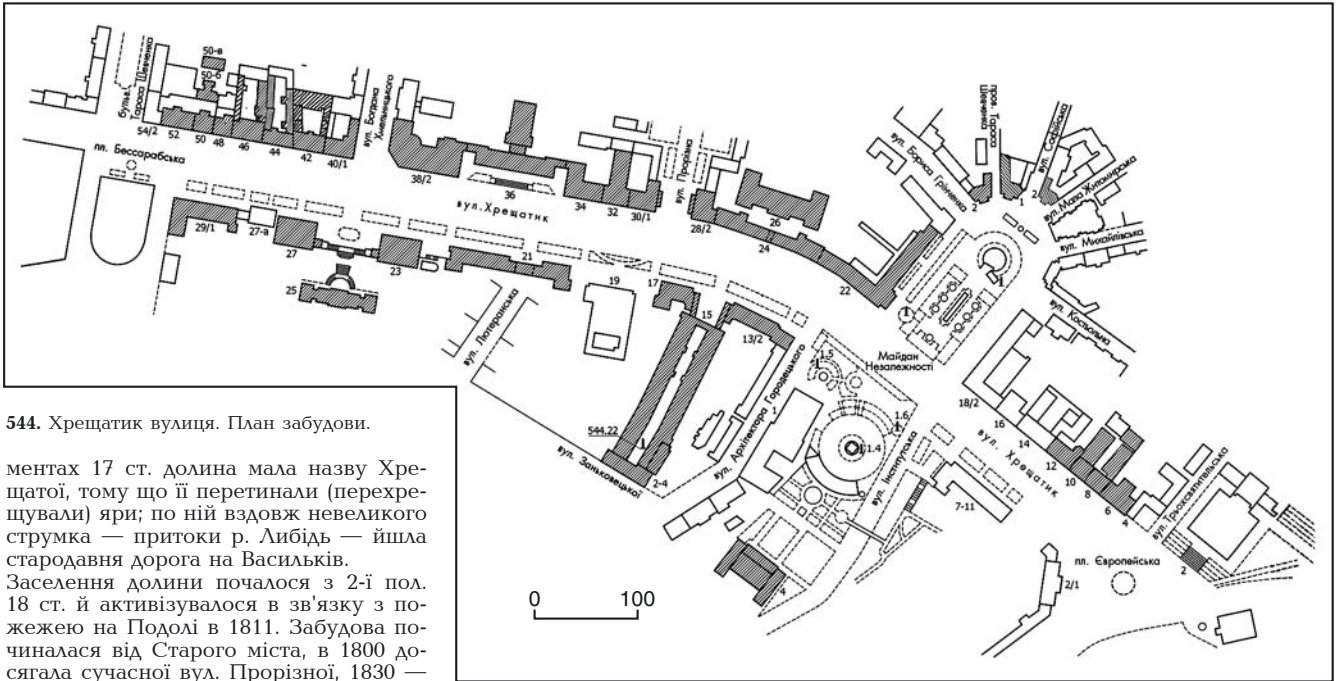 50-в
50-б
бульв. Тараса Шевченка
54/2
52
50
48
46
44
42
40/1
вул. Богдана Хмельницького
38/2
36
34
32
30/1
вул. Прорізна
28/2
26
24
22
вул. Бориса Грінченка
пров. Тараса Шевченка
2
1
2
вул. Софійська
вул. Мала Житомирська
вул. Михайлівська
вул. Костьольна
пл. Бессарабська
вул. Хрещатик
29/1
27-а
27
25
23
21
вул. Лютеранська
19
17
15
13/2
544.22
2-4
вул. Заньковецької
вул. Архітектора Городецького
1
1.5
1.6
1.4
Майдан
Незалежності
вул. Інститутська
4
7-11
18/2
16
14
12
10
8
6
4
вул. Хрещатик
вул. Трьохсвятительська
2
пл. Європейська
2/1
0 100
544. Хрещатик вулиця. План забудови.
ментах 17 ст. долина мала назву Хре-
щатої, тому що її перетинали (перехре-
щували) яри; по ній вздовж невеликого
струмка — притоки р. Либідь — йшла
стародавня дорога на Васильків.
Заселення долини почалося з 2-ї пол.
18 ст. й активізувалося в зв'язку з по-
жежею на Подолі в 1811. Забудова по-
чиналася від Старого міста, в 1800 до-
сягала сучасної вул. Прорізної, 1830 —